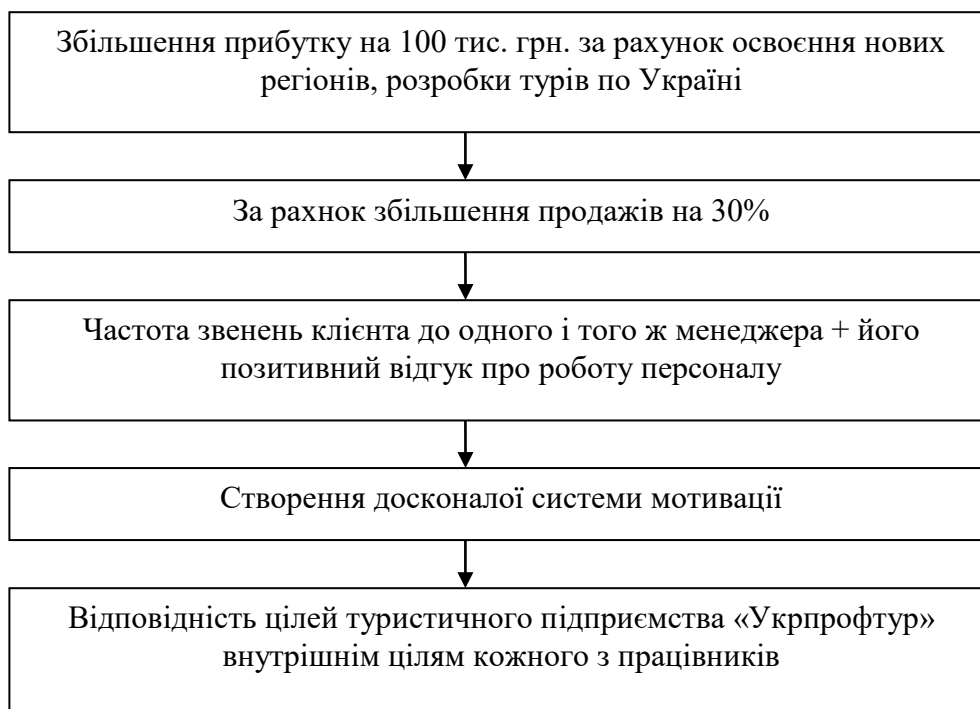 Збільшення прибутку на 100 тис. грн. за рахунок освоєння нових
регіонів, розробки турів по Україні
За рахнок збільшення продажів на 30%
Частота звенень клієнта до одного і того ж менеджера + його
позитивний відгук про роботу персоналу
Створення досконалої системи мотивації
Відповідність цілей туристичного підприємства «Укрпрофтур»
внутрішнім цілям кожного з працівників